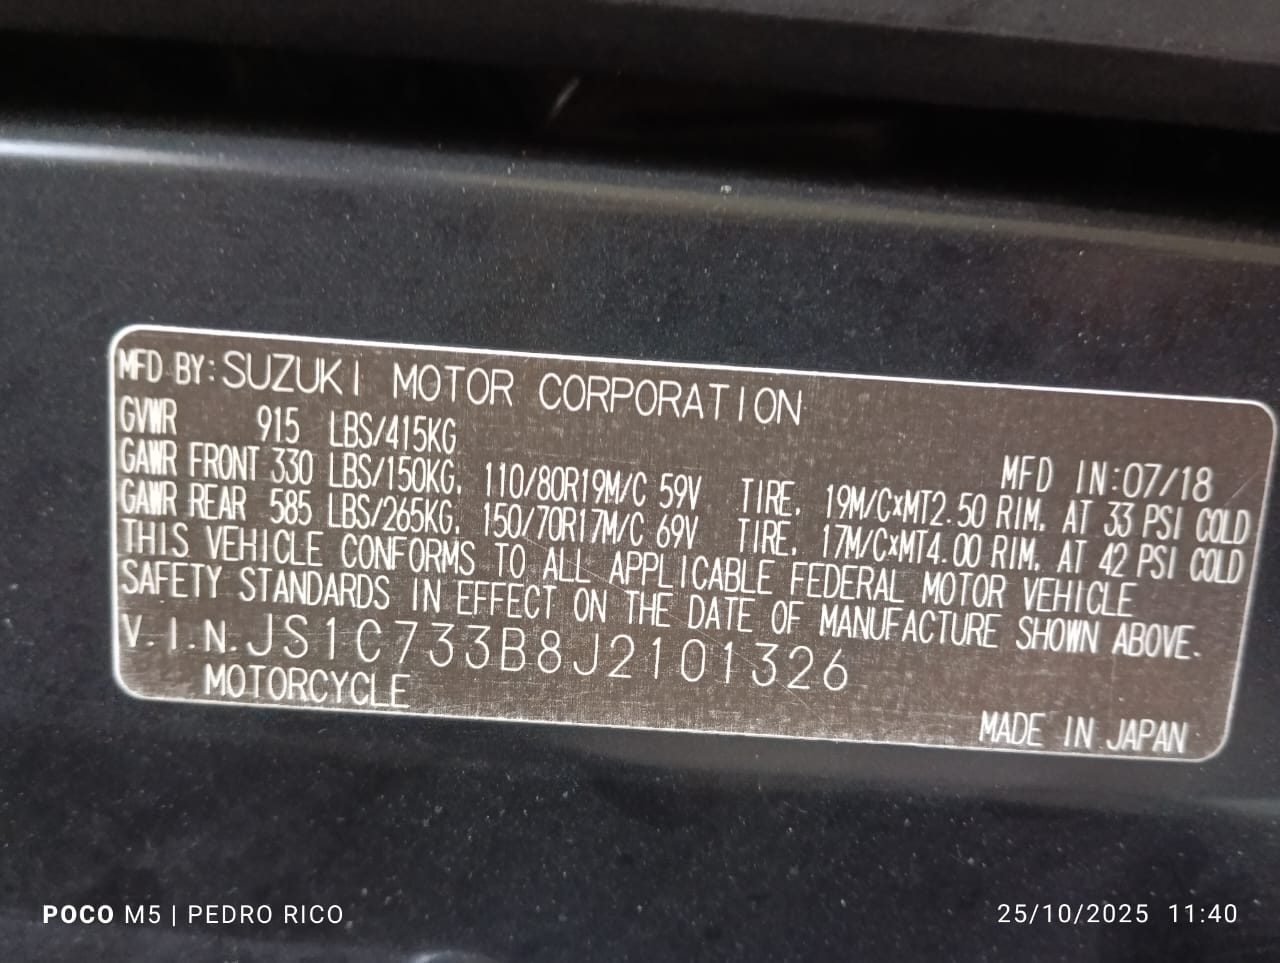 MFD BY: SUZUKI MOTOR CORPORATION
GVWR 915 LBS/415KG
MFD IN:07/18
GAWR FRONT 330 LBS/150KG. 110/80R19M/C 59V TIRE. 19M/CxMT2.50 RIM. AT 33 PSI COLD
GAWR REAR 585 LBS/265KG. 150/70R17M/C 69V TIRE. 17M/CxMT4.00 RIM. AT 42 PSI COLD
THIS VEHICLE CONFORMS TO ALL APPLICABLE FEDERAL MOTOR VEHICLE
SAFETY STANDARDS IN EFFECT ON THE DATE OF MANUFACTURE SHOWN ABOVE.
V.I.N. JS1C733B8J2101326
MOTORCYCLE
MADE IN JAPAN
POCO M5 | PEDRO RICO
25/10/2025 11:40